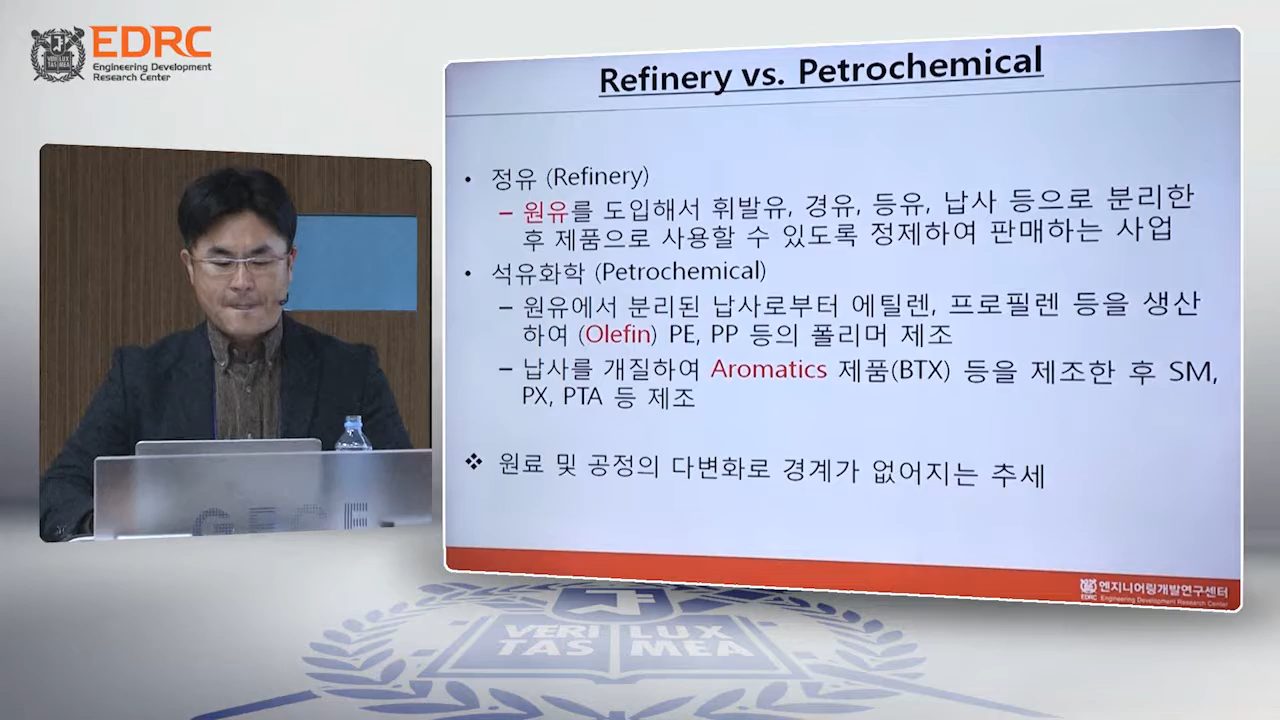 EDRC
Engineering Development
Research Center
Refinery vs. Petrochemical
• 정유 (Refinery)
– 원유를 도입해서 휘발유, 경유, 등유, 납사 등으로 분리한
후 제품으로 사용할 수 있도록 정제하여 판매하는 사업
• 석유화학 (Petrochemical)
– 원유에서 분리된 납사로부터 에틸렌, 프로필렌 등을 생산
하여 (Olefin) PE, PP 등의 폴리머 제조
– 납사를 개질하여 Aromatics 제품(BTX) 등을 제조한 후 SM,
PX, PTA 등 제조
❖ 원료 및 공정의 다변화로 경계가 없어지는 추세
EDRC
엔지니어링개발연구센터
Engineering Development Research Center
VERI LUX
TAS MEA